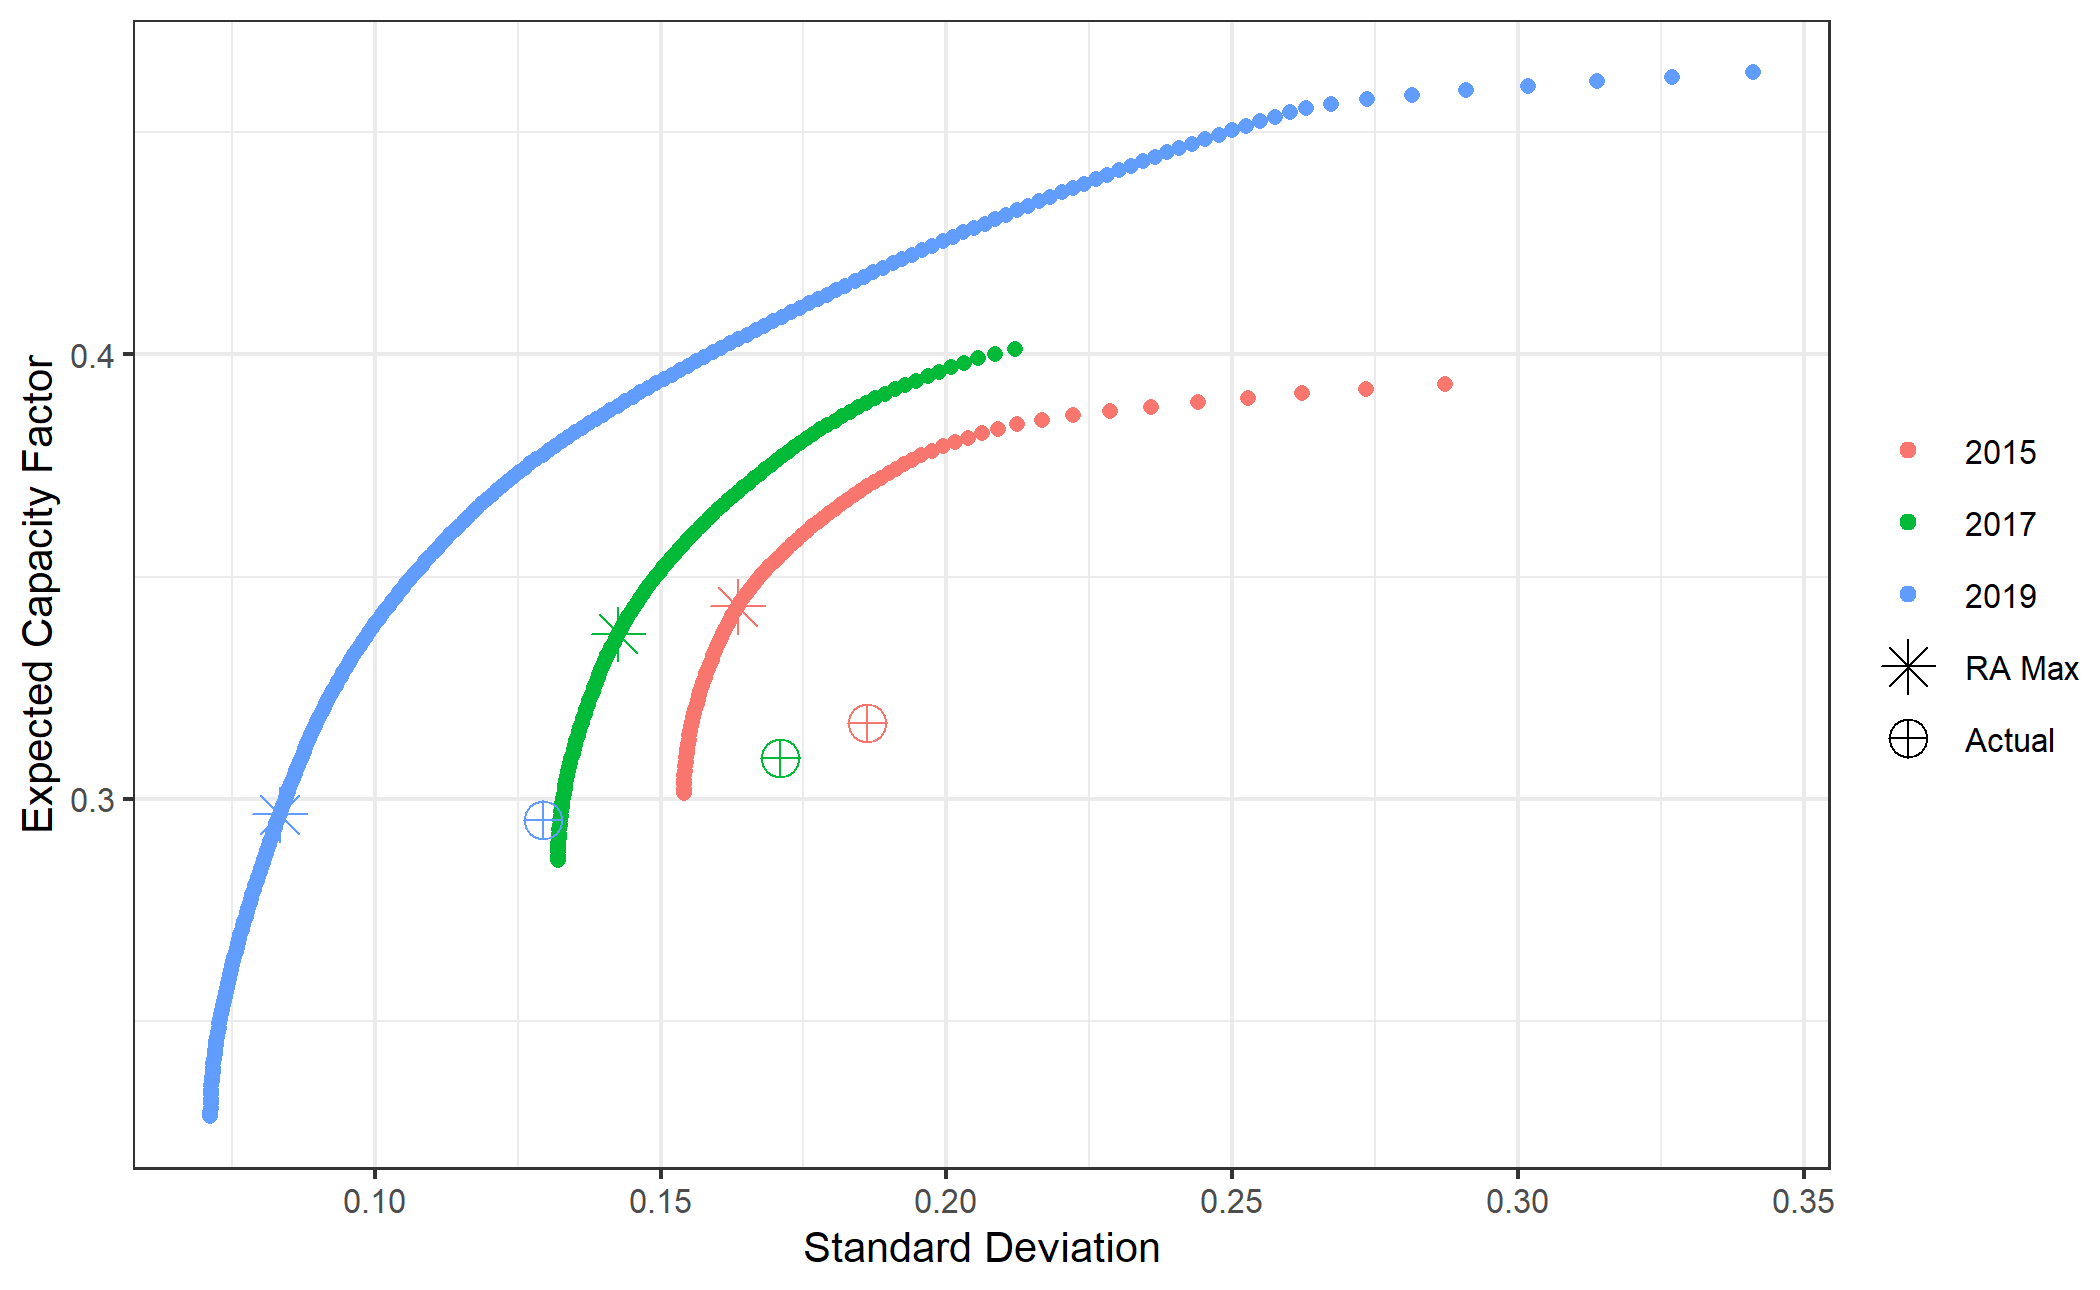 Expected Capacity Factor
0.4
0.3
0.10 0.15 0.20 0.25 0.30 0.35
Standard Deviation
2015
2017
2019
RA Max
Actual